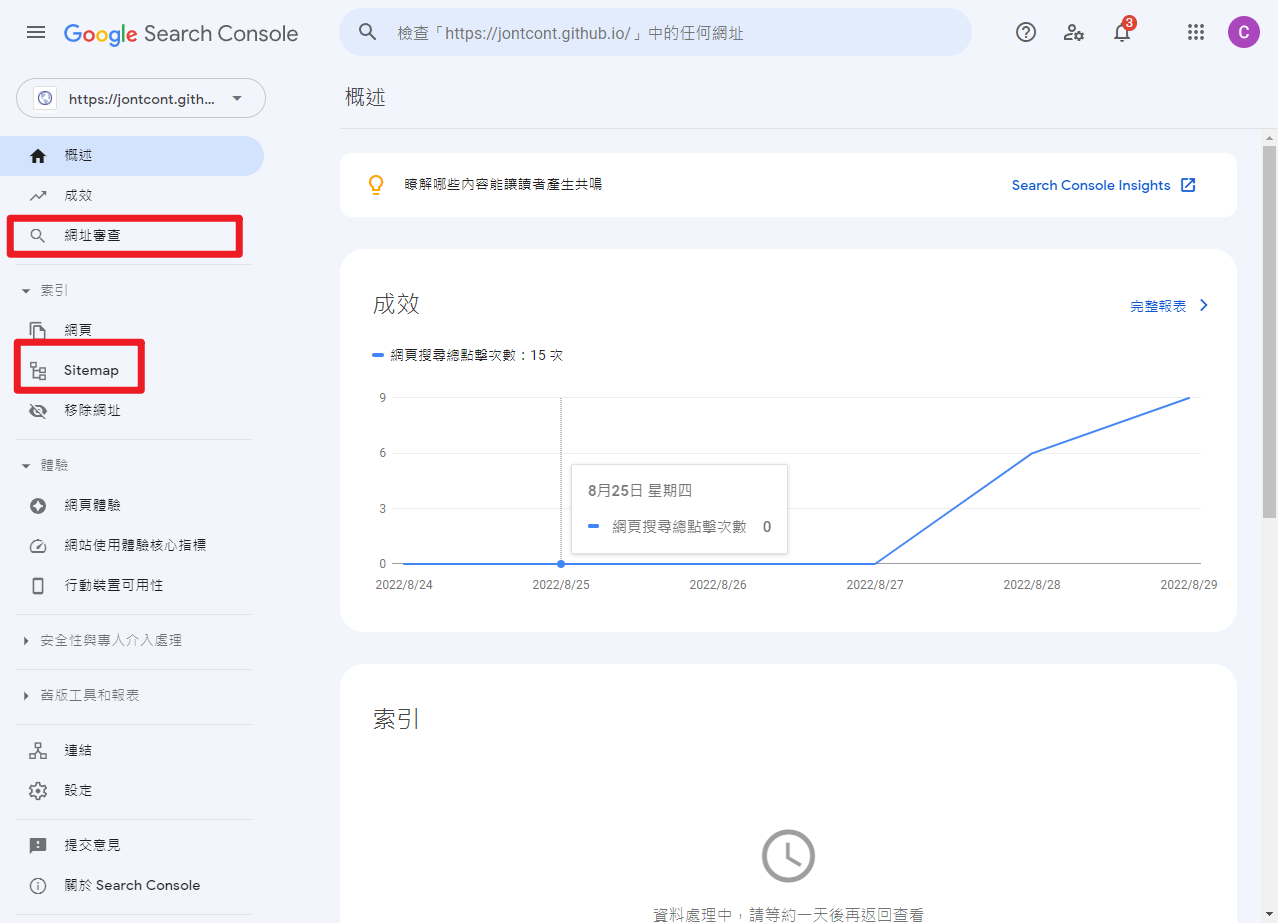 Google Search Console
檢查「https://jontcont.github.io/」中的任何網址
3
C
https://jontcont.gith...
概述
概述
成效
網址審查
索引
網頁
Sitemap
移除網址
體驗
網頁體驗
網站使用體驗核心指標
行動裝置可用性
安全性與專人介入處理
舊版工具和報表
連結
設定
提交意見
關於 Search Console
瞭解哪些內容能讓讀者產生共鳴
Search Console Insights
成效
完整報表
網頁搜尋總點擊次數：15 次
9
6
3
0
8月25日 星期四
網頁搜尋總點擊次數 0
2022/8/24 2022/8/25 2022/8/26 2022/8/27 2022/8/28 2022/8/29
索引
資料處理中，請等約一天後再返回查看